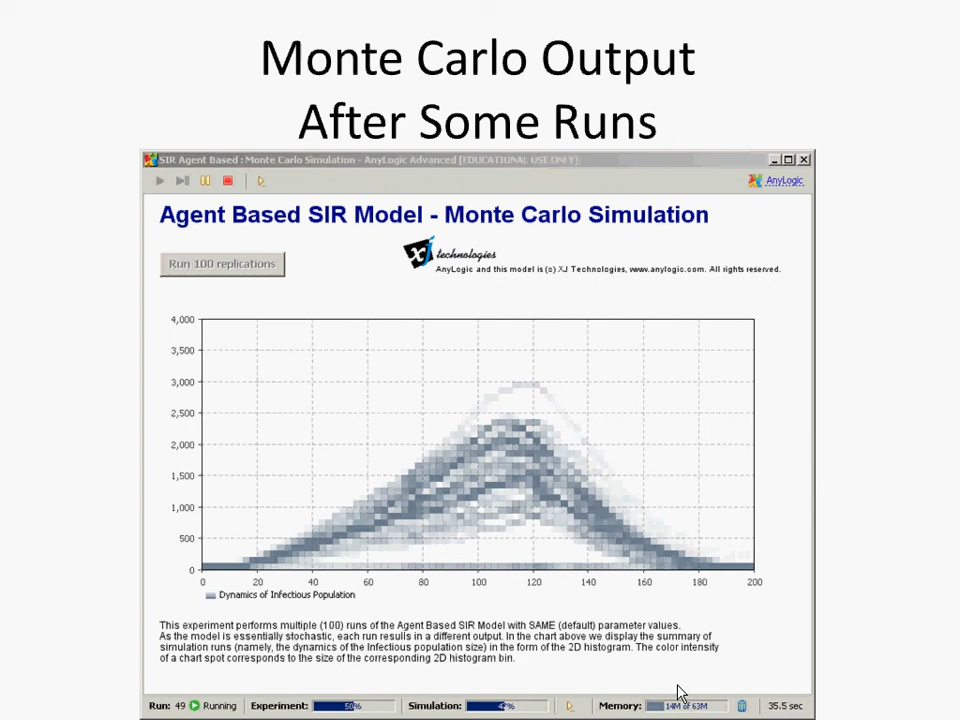 Monte Carlo Output
After Some Runs
SIR Agent Based : Monte Carlo Simulation - AnyLogic Advanced [EDUCATIONAL USE ONLY]
AnyLogic
Agent Based SIR Model - Monte Carlo Simulation
Run 100 replications
xj technologies
AnyLogic and this model is (c) XJ Technologies, www.anylogic.com. All rights reserved.
4,000
3,500
3,000
2,500
2,000
1,500
1,000
500
0
0 20 40 60 80 100 120 140 160 180 200
Dynamics of Infectious Population
This experiment performs multiple (100) runs of the Agent Based SIR Model with SAME (default) parameter values.
As the model is essentially stochastic, each run results in a different output. In the chart above we display the summary of
simulation runs (namely, the dynamics of the Infectious population size) in the form of the 2D histogram. The color intensity
of a chart spot corresponds to the size of the corresponding 2D histogram bin.
Run: 49 Running Experiment: 50% Simulation: 47% Memory: 14M of 63M 35.5 sec